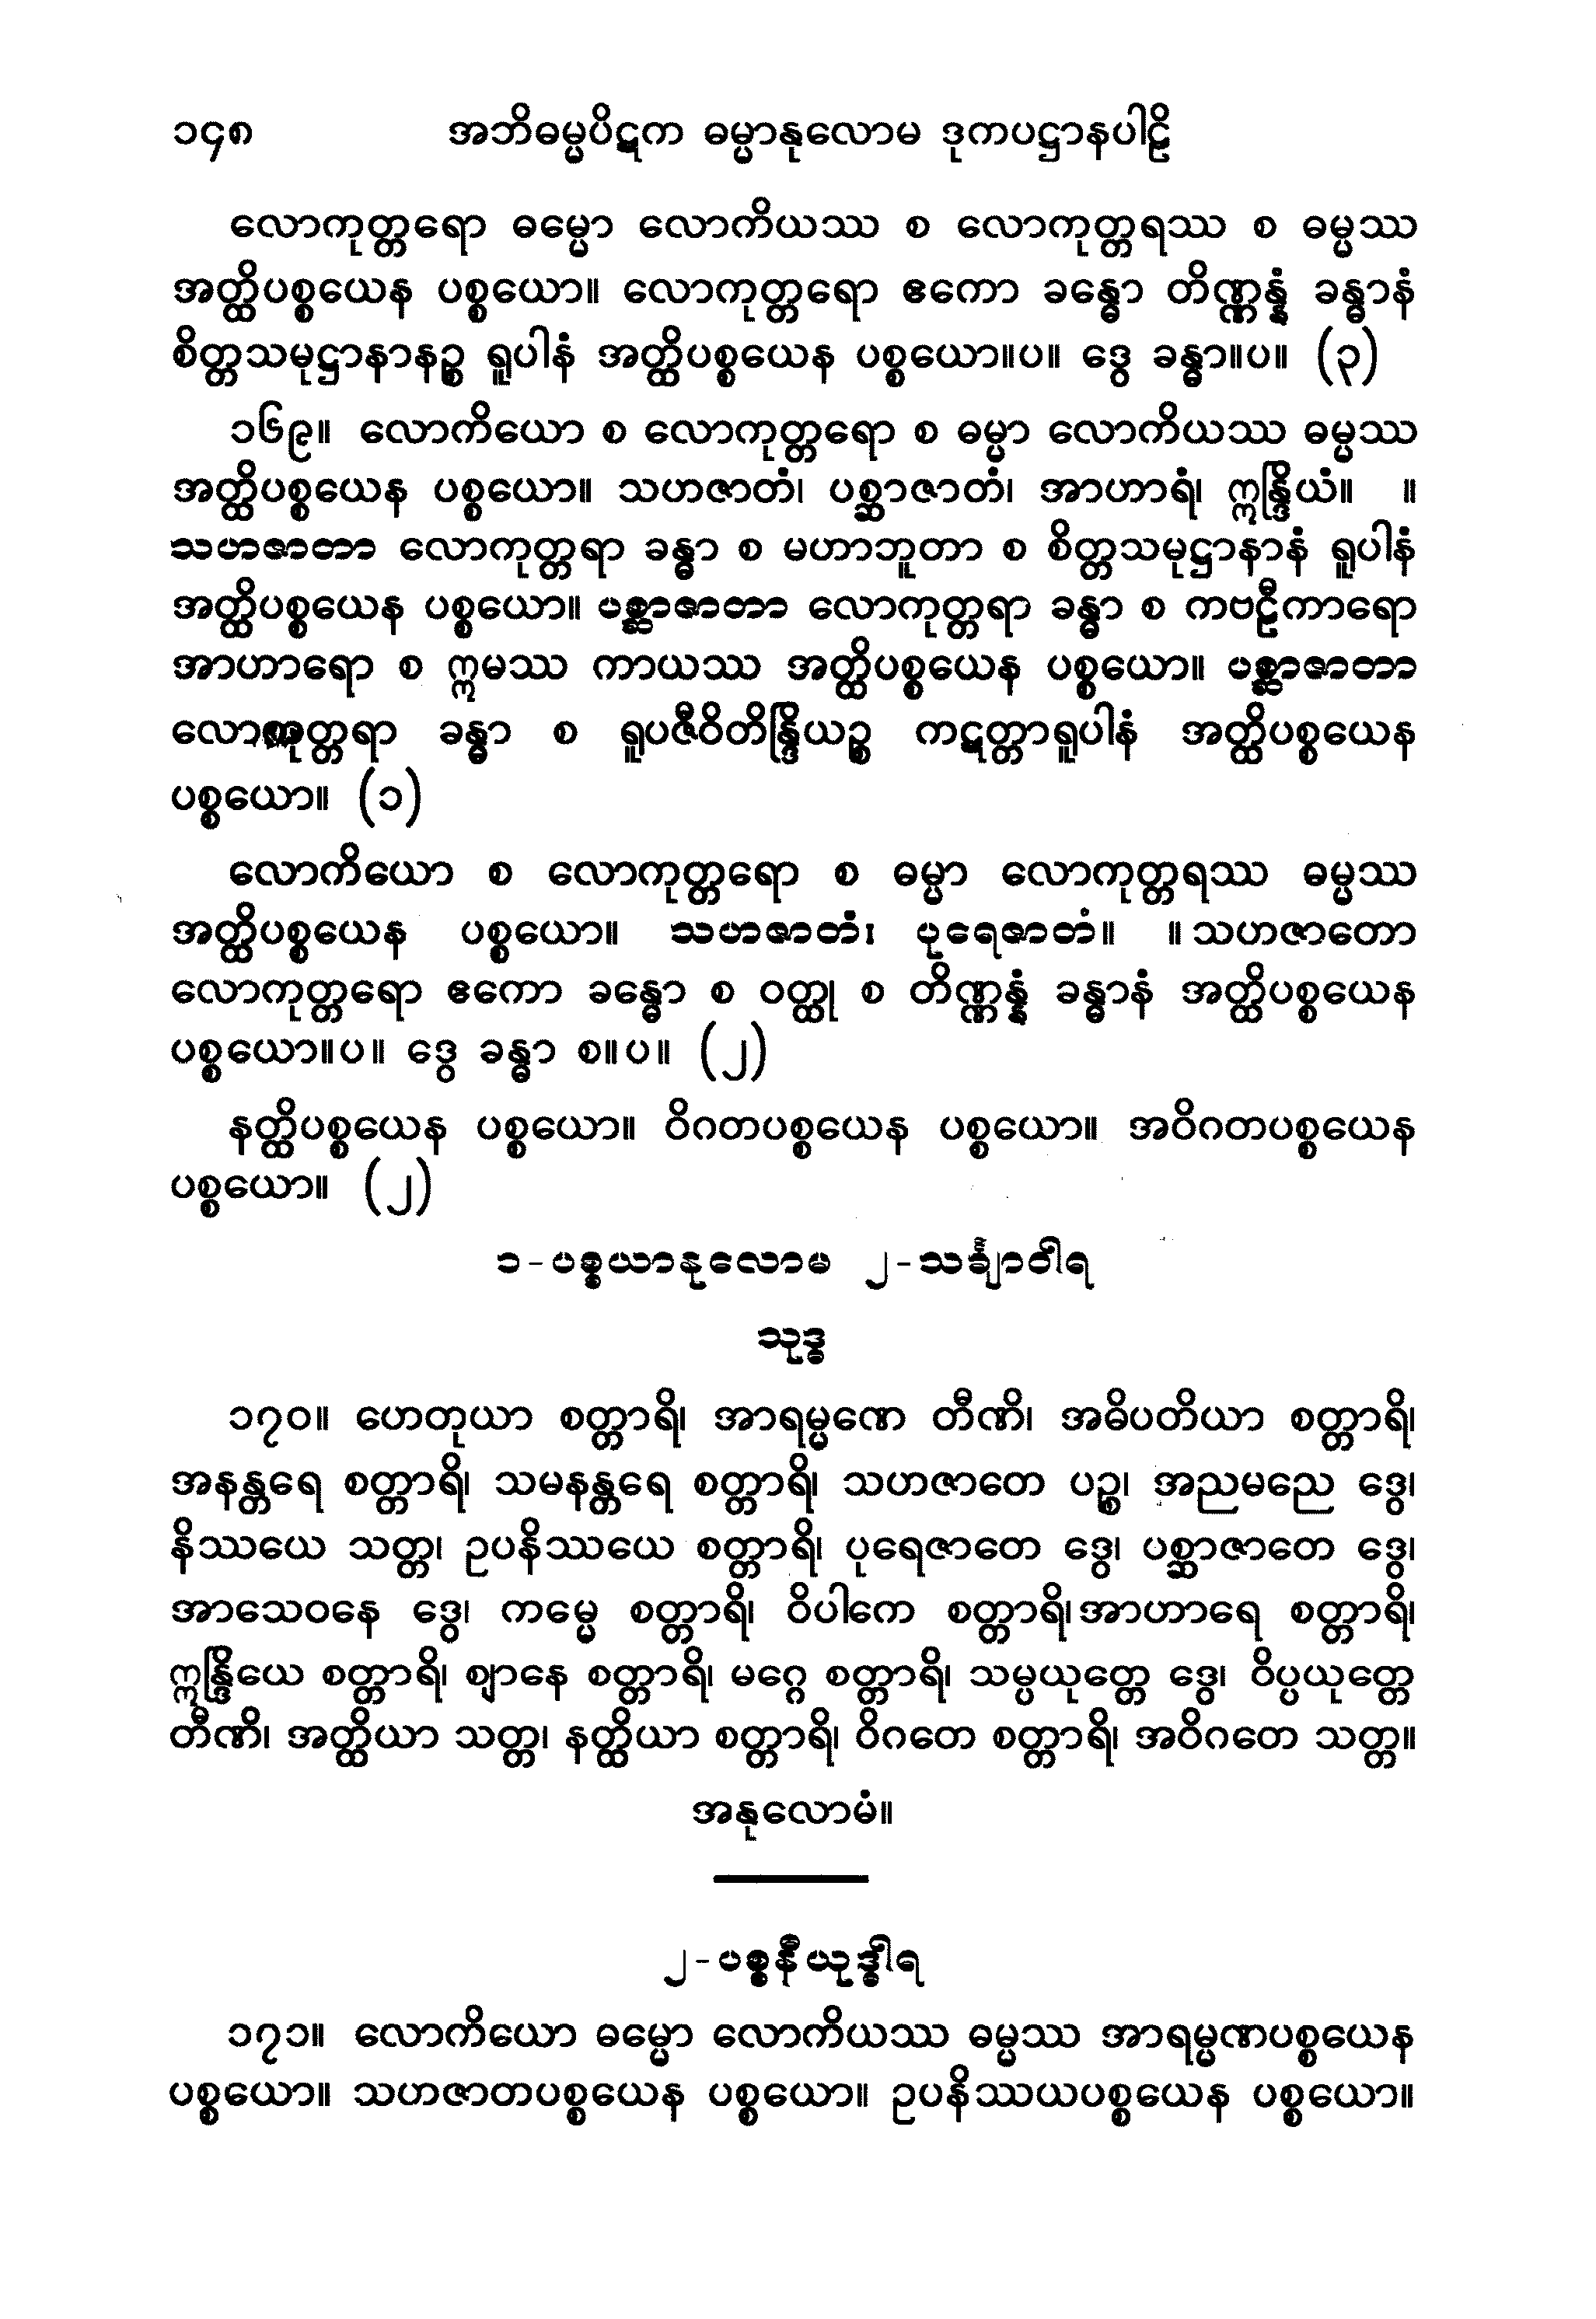 ၁၄၈ အဘိဓမ္မပိဋက ဓမ္မာနုလောမ ဒုကပဋ္ဌာနပါဠိ
လောကုတ္တရော ဓမ္မော လောကိယဿ စ လောကုတ္တရဿ စ ဓမ္မဿ
အတ္ထိပစ္စယေန ပစ္စယော။ လောကုတ္တရော ဧကော ခန္ဓော တိဏ္ဏန္နံ ခန္ဓာနံ
စိတ္တသမုဋ္ဌာနာနဉ္စ ရူပါနံ အတ္ထိပစ္စယေန ပစ္စယော။ပ။ ဒွေ ခန္ဓာ။ပ။ (၃)
၁၆၉။ လောကိယော စ လောကုတ္တရော စ ဓမ္မာ လောကိယဿ ဓမ္မဿ
အတ္ထိပစ္စယေန ပစ္စယော။ သဟဇာတံ၊ ပစ္ဆာဇာတံ၊ အာဟာရံ၊ ဣန္ဒြိယံ။ ။
သဟဇာတာ လောကုတ္တရာ ခန္ဓာ စ မဟာဘူတာ စ စိတ္တသမုဋ္ဌာနာနံ ရူပါနံ
အတ္ထိပစ္စယေန ပစ္စယော။ ပစ္ဆာဇာတာ လောကုတ္တရာ ခန္ဓာ စ ကဗဠီကာရော
အာဟာရော စ ဣမဿ ကာယဿ အတ္ထိပစ္စယေန ပစ္စယော။ ပစ္ဆာဇာတာ
လောကုတ္တရာ ခန္ဓာ စ ရူပဇီဝိတိန္ဒြိယဉ္စ ကဋတ္တာရူပါနံ အတ္ထိပစ္စယေန
ပစ္စယော။ (၁)
လောကိယော စ လောကုတ္တရော စ ဓမ္မာ လောကုတ္တရဿ ဓမ္မဿ
အတ္ထိပစ္စယေန ပစ္စယော။ သဟဇာတံ၊ ပုရေဇာတံ။ ။ သဟဇာတော
လောကုတ္တရော ဧကော ခန္ဓော စ ဝတ္ထု စ တိဏ္ဏန္နံ ခန္ဓာနံ အတ္ထိပစ္စယေန
ပစ္စယော။ပ။ ဒွေ ခန္ဓာ စ။ပ။ (၂)
နတ္ထိပစ္စယေန ပစ္စယော။ ဝိဂတပစ္စယေန ပစ္စယော။ အဝိဂတပစ္စယေန
ပစ္စယော။ (၂)
၁-ပစ္စယာနုလောမ ၂-သင်္ချာဝါရ
သုဒ္ဓ
၁၇၀။ ဟေတုယာ စတ္တာရိ၊ အာရမ္မဏေ တီဏိ၊ အဓိပတိယာ စတ္တာရိ၊
အနန္တရေ စတ္တာရိ၊ သမနန္တရေ စတ္တာရိ၊ သဟဇာတေ ပဉ္စ၊ အညမညေ ဒွေ၊
နိဿယေ သတ္တ၊ ဥပနိဿယေ စတ္တာရိ၊ ပုရေဇာတေ ဒွေ၊ ပစ္ဆာဇာတေ ဒွေ၊
အာသေဝနေ ဒွေ၊ ကမ္မေ စတ္တာရိ၊ ဝိပါကေ စတ္တာရိ၊အာဟာရေ စတ္တာရိ၊
ဣန္ဒြိယေ စတ္တာရိ၊ ဈာနေ စတ္တာရိ၊ မဂ္ဂေ စတ္တာရိ၊ သမ္ပယုတ္တေ ဒွေ၊ ဝိပ္ပယုတ္တေ
တီဏိ၊ အတ္ထိယာ သတ္တ၊ နတ္ထိယာ စတ္တာရိ၊ ဝိဂတေ စတ္တာရိ၊ အဝိဂတေ သတ္တ။
အနုလောမံ။
၂-ပစ္စနီယုဒ္ဓါရ
၁၇၁။ လောကိယော ဓမ္မော လောကိယဿ ဓမ္မဿ အာရမ္မဏပစ္စယေန
ပစ္စယော။ သဟဇာတပစ္စယေန ပစ္စယော။ ဥပနိဿယပစ္စယေန ပစ္စယော။